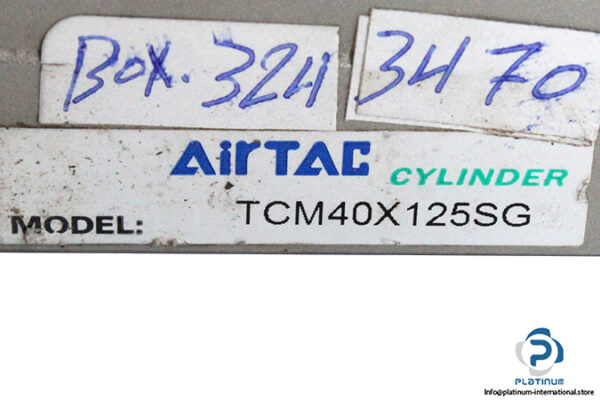 Box. 324
3470
AirTAC CYLINDER
MODEL: TCM40X125SG
PLATINUM
Info@platinum-international.store